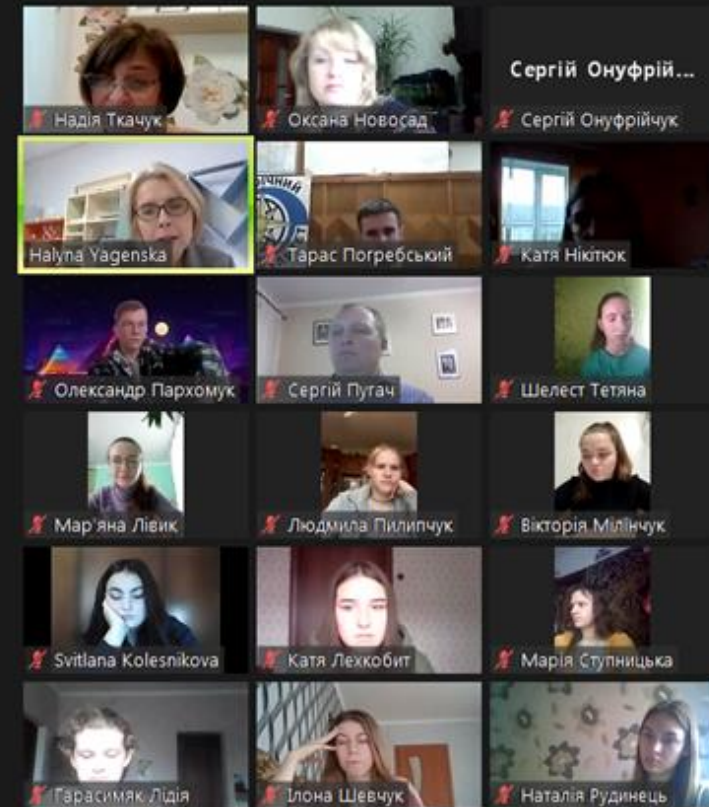 Надія Ткачук
Оксана Новосад
Сергій Онуфрій...
Сергій Онуфрійчук
Halyna Yagenska
ІЧНИЙ
Тарас Погребський
Катя Нікітюк
Олександр Пархомук
Сергій Пугач
Шелест Тетяна
Мар'яна Лівик
Людмила Пилипчук
Вікторія Мілінчук
Svitlana Kolesnikova
Катя Лехкобит
Марія Ступницька
Гарасимяк Лідія
Ілона Шевчук
Наталія Рудинець